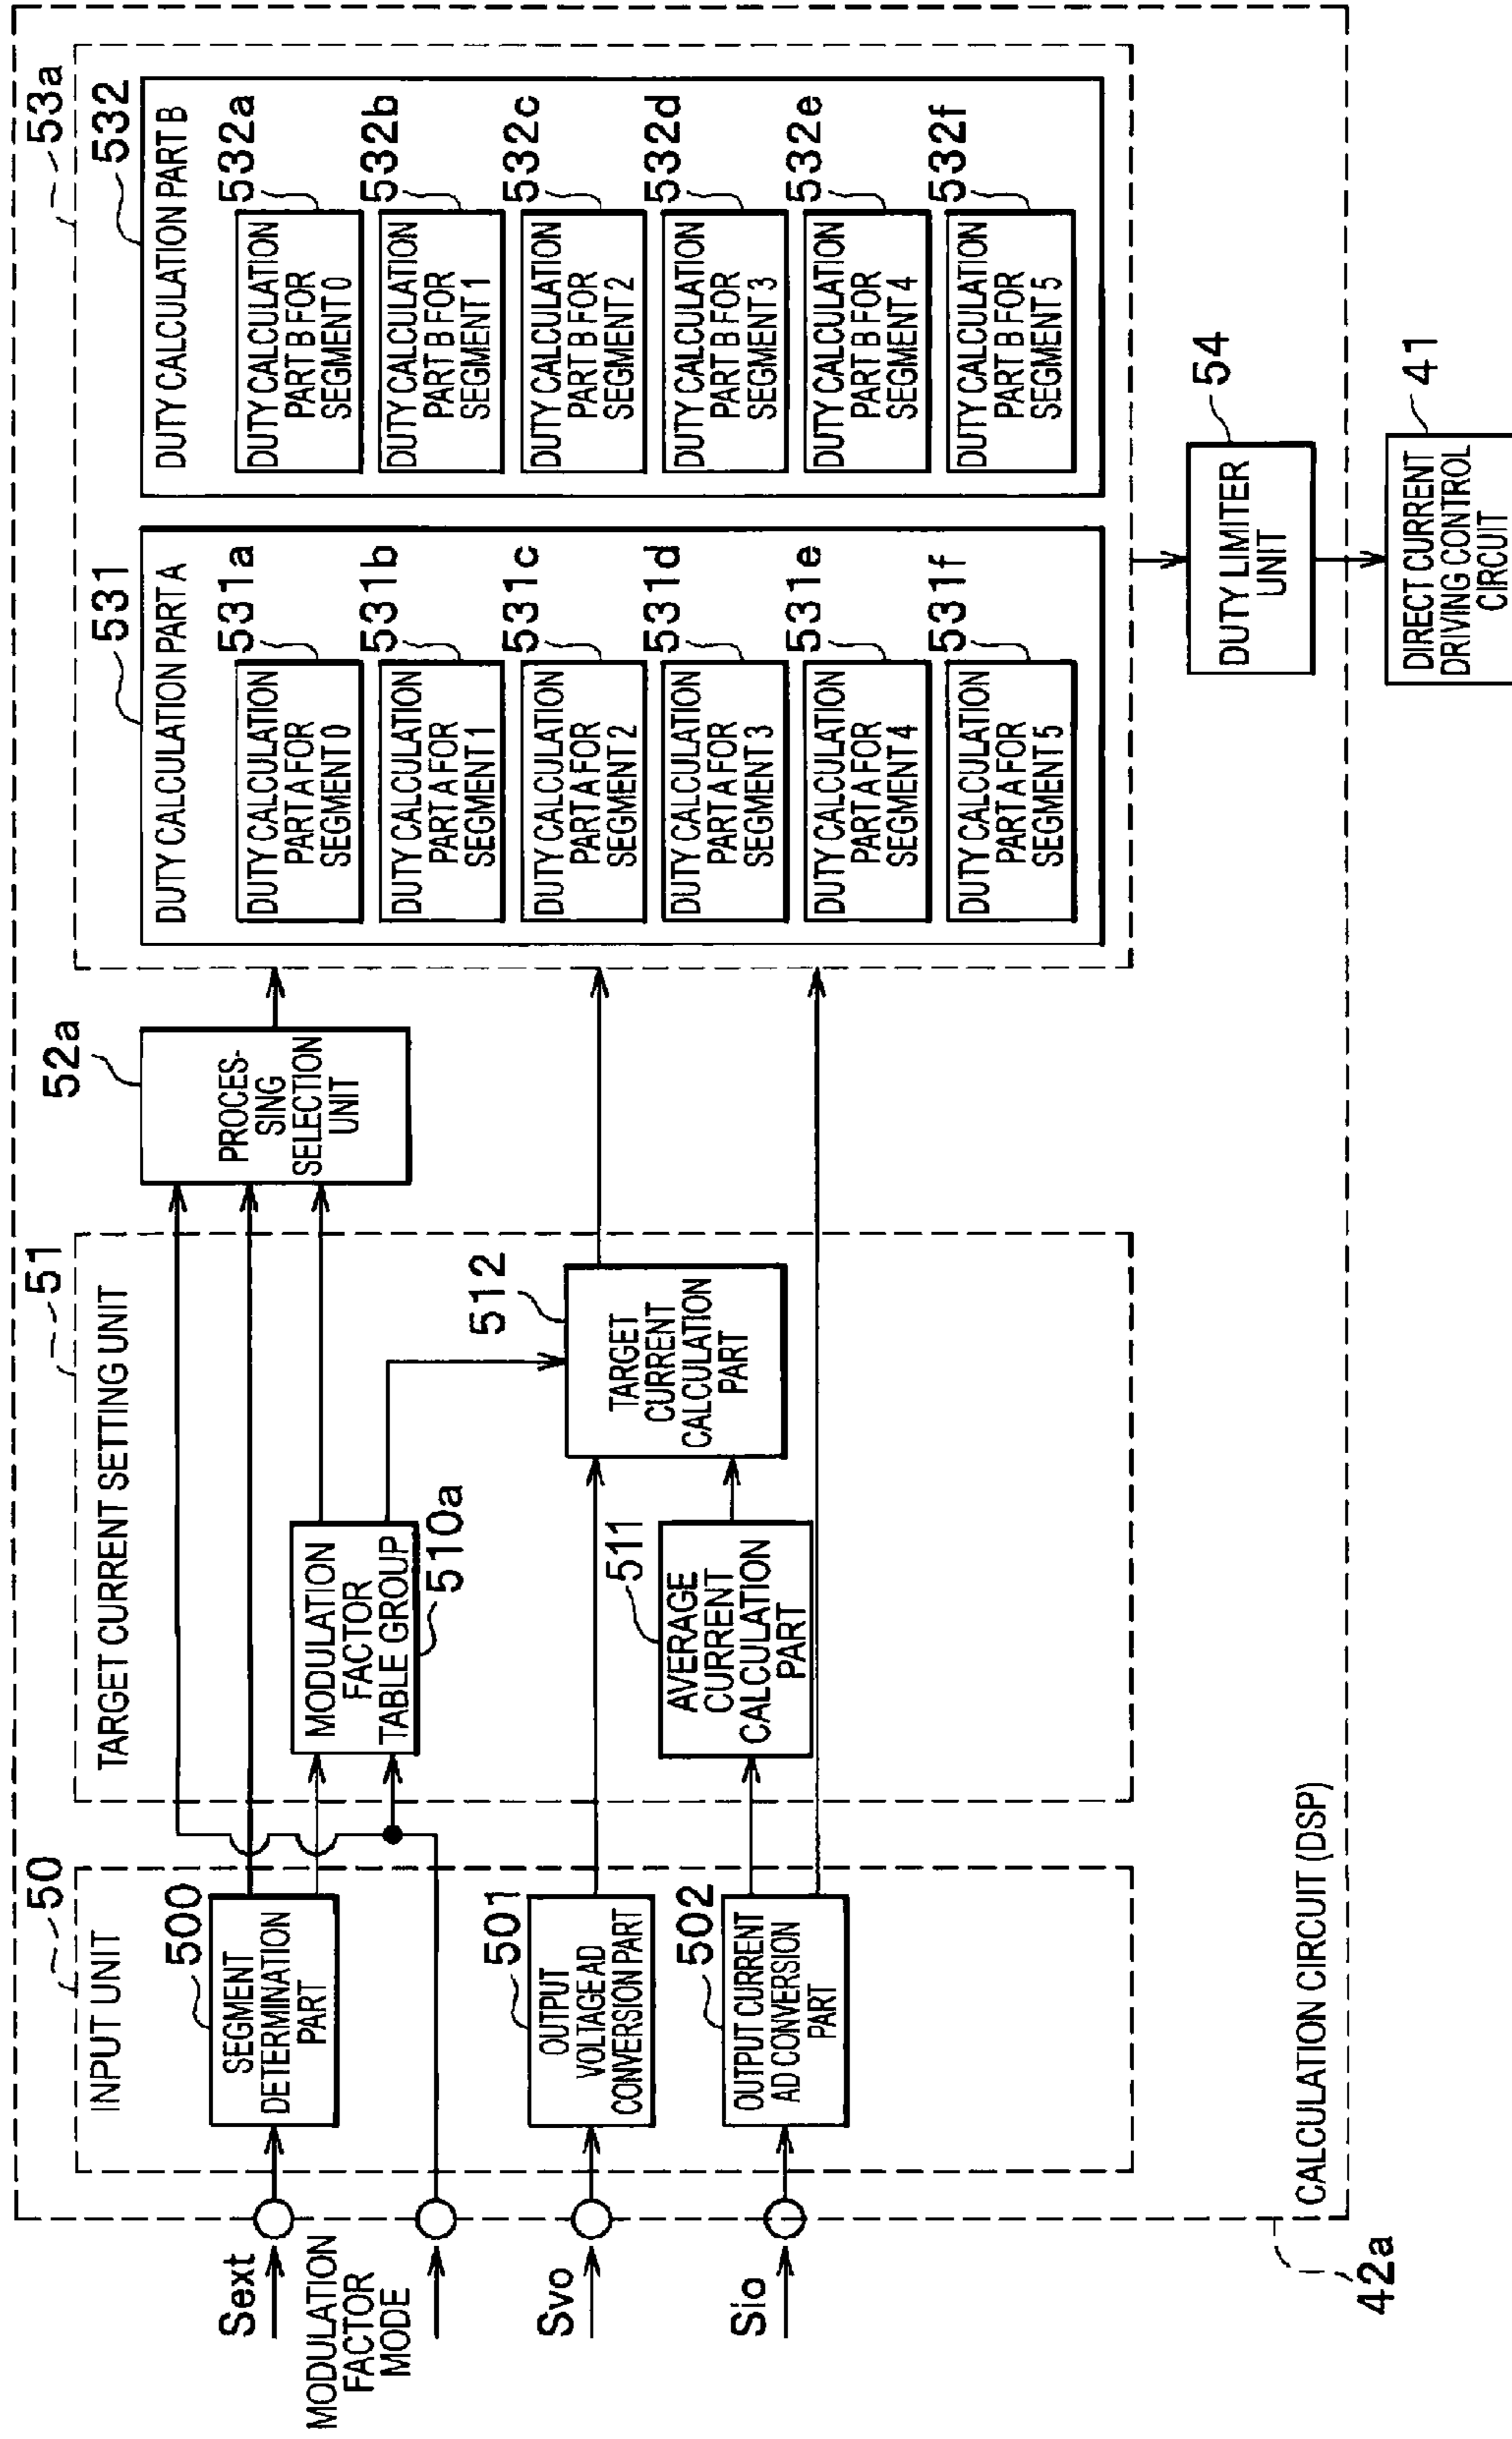 Sext
MODULATION
FACTOR
MODE
Svo
Sio
42a
CALCULATION CIRCUIT (DSP)
50
INPUT UNIT
500
SEGMENT
DETERMINATION
PART
501
OUTPUT
VOLTAGE AD
CONVERSION PART
502
OUTPUT CURRENT
AD CONVERSION
PART
51
TARGET CURRENT SETTING UNIT
MODULATION
FACTOR
TABLE GROUP
510a
511
AVERAGE
CURRENT
CALCULATION
PART
512
TARGET
CURRENT
CALCULATION
PART
52a
PROCES-
SING
SELECTION
UNIT
53a
531
DUTY CALCULATION PART A
531a
DUTY CALCULATION
PART A FOR
SEGMENT 0
531b
DUTY CALCULATION
PART A FOR
SEGMENT 1
531c
DUTY CALCULATION
PART A FOR
SEGMENT 2
531d
DUTY CALCULATION
PART A FOR
SEGMENT 3
531e
DUTY CALCULATION
PART A FOR
SEGMENT 4
531f
DUTY CALCULATION
PART A FOR
SEGMENT 5
532
DUTY CALCULATION PART B
532a
DUTY CALCULATION
PART B FOR
SEGMENT 0
532b
DUTY CALCULATION
PART B FOR
SEGMENT 1
532c
DUTY CALCULATION
PART B FOR
SEGMENT 2
532d
DUTY CALCULATION
PART B FOR
SEGMENT 3
532e
DUTY CALCULATION
PART B FOR
SEGMENT 4
532f
DUTY CALCULATION
PART B FOR
SEGMENT 5
54
DUTY LIMITER
UNIT
41
DIRECT CURRENT
DRIVING CONTROL
CIRCUIT